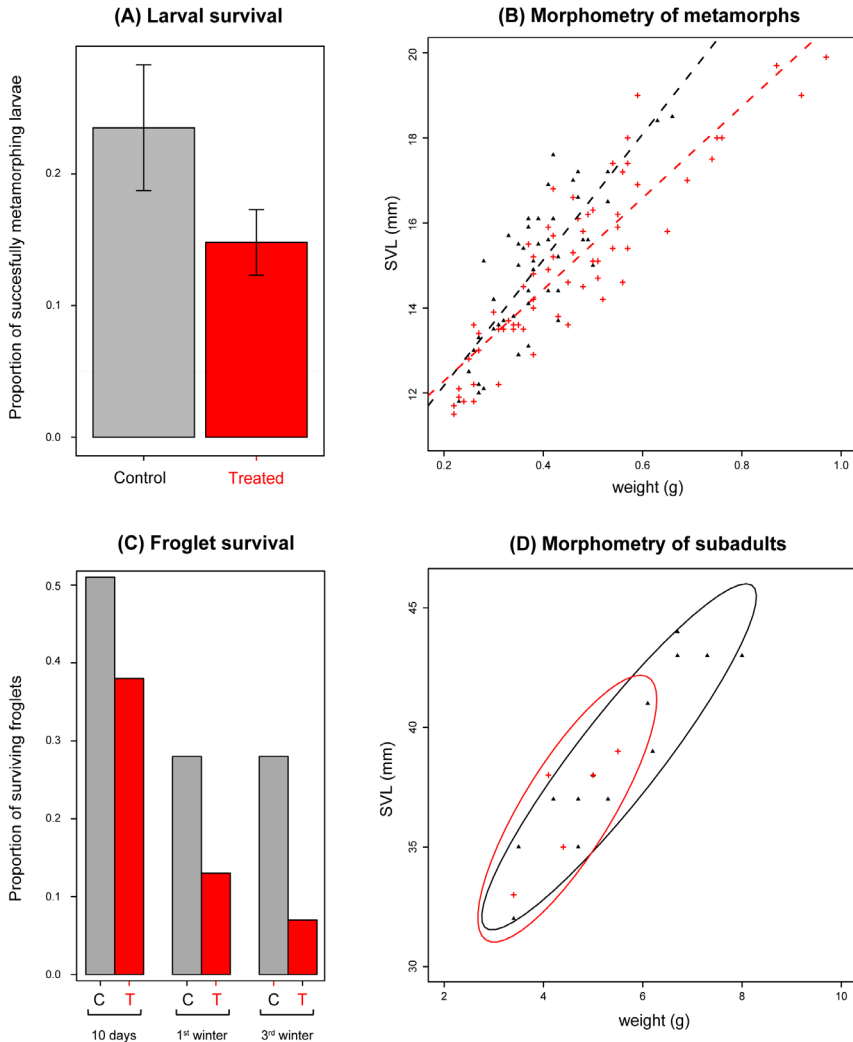 (A) Larval survival
Proportion of succesfully metamorphing larvae
0.2
0.1
0.0
Control
Treated
(B) Morphometry of metamorphs
SVL (mm)
20
18
16
14
12
0.2
0.4
0.6
0.8
1.0
weight (g)
(C) Froglet survival
Proportion of surviving froglets
0.5
0.4
0.3
0.2
0.1
0.0
C T C T C T
10 days 1st winter 3rd winter
(D) Morphometry of subadults
SVL (mm)
45
40
35
30
2
4
6
8
10
weight (g)